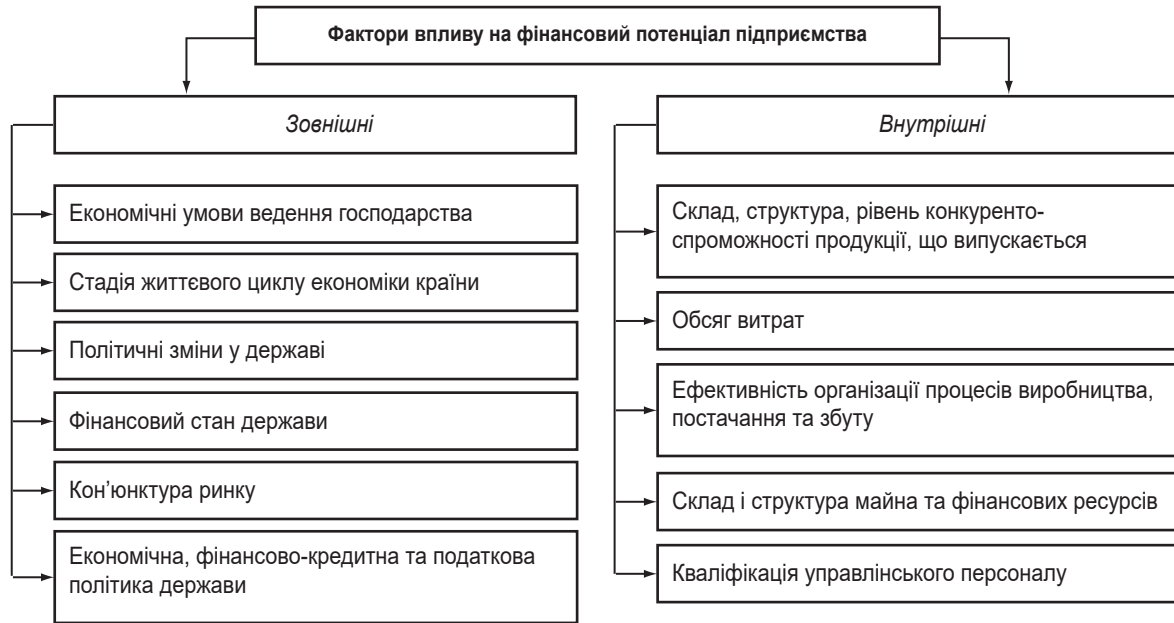 Фактори впливу на фінансовий потенціал підприємства
Зовнішні
Економічні умови ведення господарства
Стадія життєвого циклу економіки країни
Політичні зміни у державі
Фінансовий стан держави
Кон’юнктура ринку
Економічна, фінансово-кредитна та податкова
політика держави
Внутрішні
Склад, структура, рівень конкуренто-
спроможності продукції, що випускається
Обсяг витрат
Ефективність організації процесів виробництва,
постачання та збуту
Склад і структура майна та фінансових ресурсів
Кваліфікація управлінського персоналу